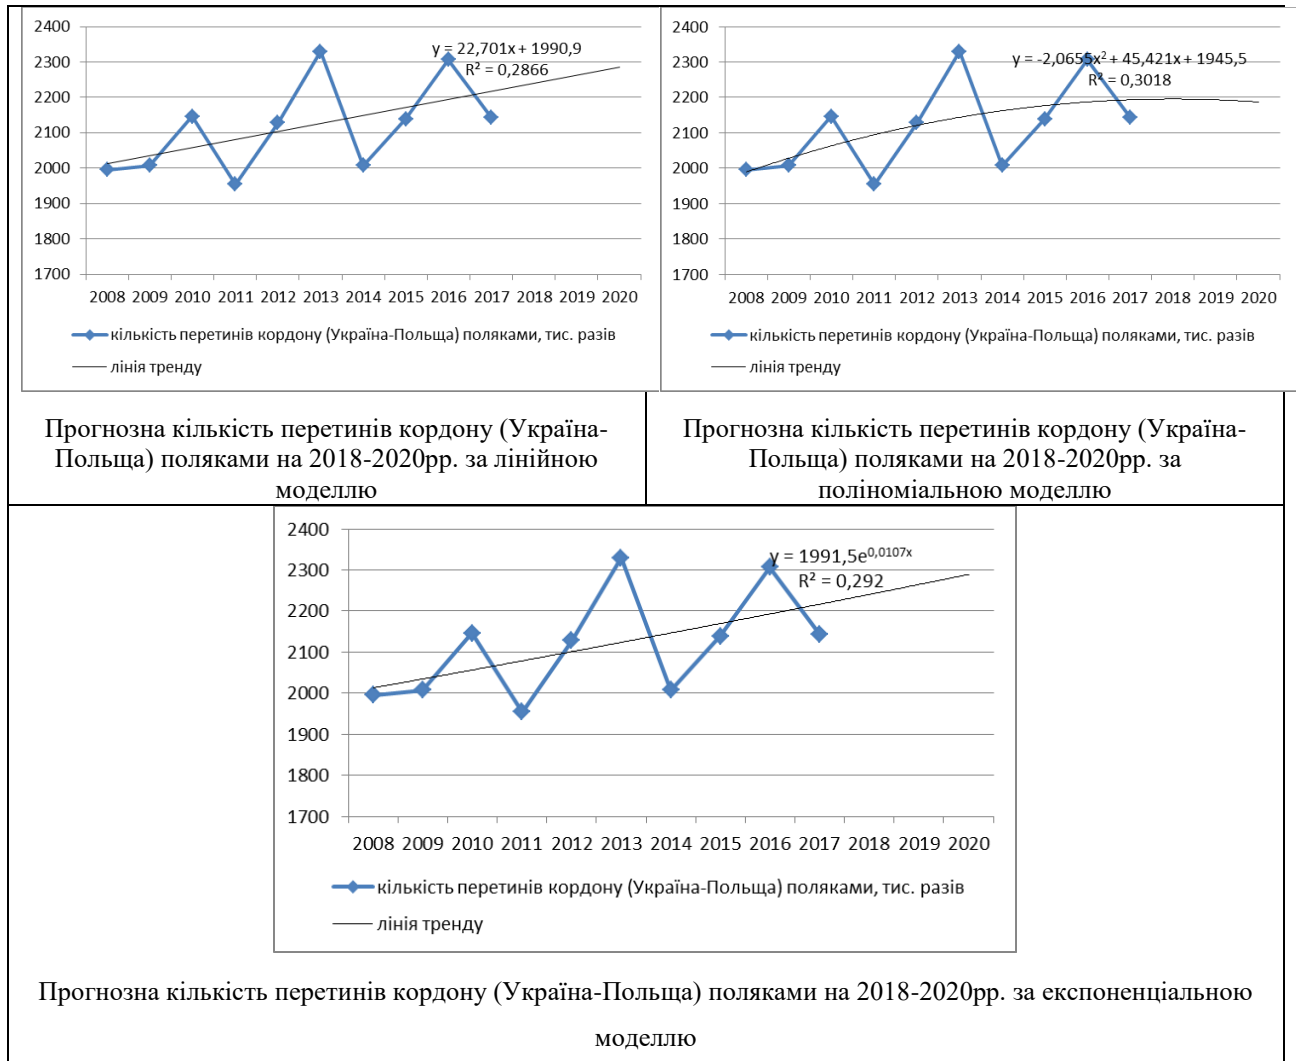 2400
2300
2200
2100
2000
1900
1800
1700
y = 22,701x + 1990,9
R² = 0,2866
2008 2009 2010 2011 2012 2013 2014 2015 2016 2017 2018 2019 2020
кількість перетинів кордону (Україна-Польща) поляками, тис. разів
лінія тренду
2400
2300
2200
2100
2000
1900
1800
1700
y = -2,0655x² + 45,421x + 1945,5
R² = 0,3018
2008 2009 2010 2011 2012 2013 2014 2015 2016 2017 2018 2019 2020
кількість перетинів кордону (Україна-Польща) поляками, тис. разів
лінія тренду
Прогнозна кількість перетинів кордону (Україна-
Польща) поляками на 2018-2020рр. за лінійною
моделлю
Прогнозна кількість перетинів кордону (Україна-
Польща) поляками на 2018-2020рр. за
поліноміальною моделлю
2400
2300
2200
2100
2000
1900
1800
1700
y = 1991,5e^0,0107x
R² = 0,292
2008 2009 2010 2011 2012 2013 2014 2015 2016 2017 2018 2019 2020
кількість перетинів кордону (Україна-Польща) поляками, тис. разів
лінія тренду
Прогнозна кількість перетинів кордону (Україна-Польща) поляками на 2018-2020рр. за експоненціальною
моделлю